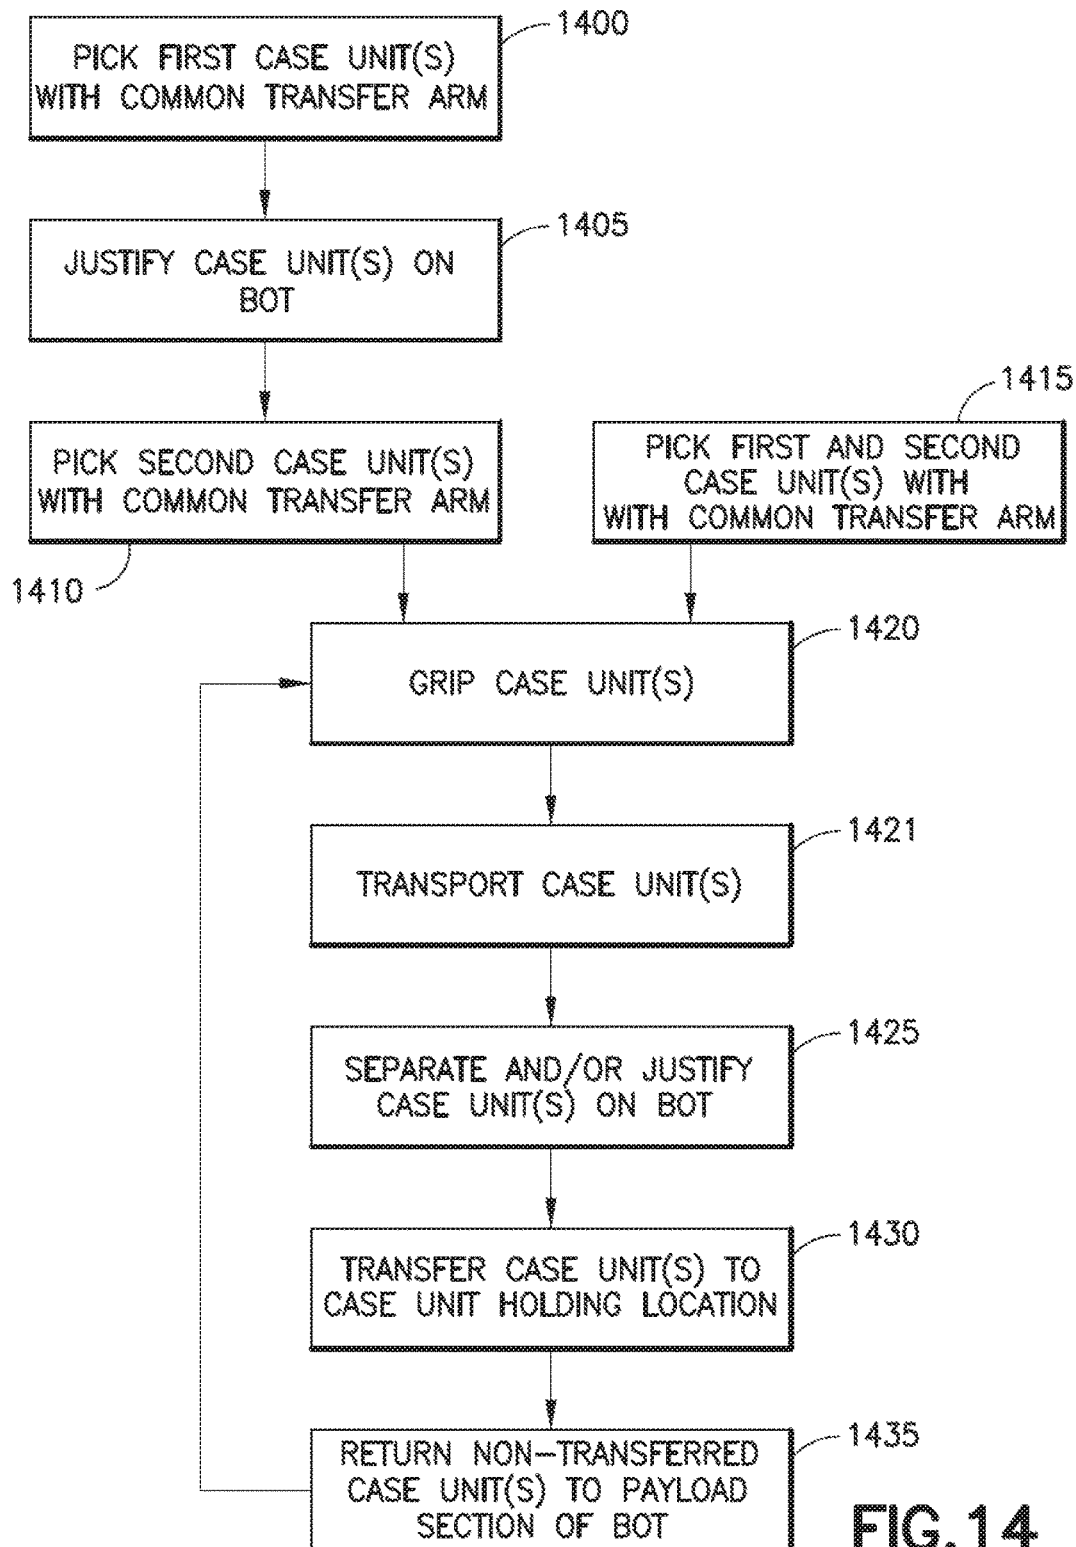 1400
PICK FIRST CASE UNIT(S)
WITH COMMON TRANSFER ARM
1405
JUSTIFY CASE UNIT(S) ON
BOT
1415
PICK SECOND CASE UNIT(S)
WITH COMMON TRANSFER ARM
1410
PICK FIRST AND SECOND
CASE UNIT(S) WITH
WITH COMMON TRANSFER ARM
1420
GRIP CASE UNIT(S)
1421
TRANSPORT CASE UNIT(S)
1425
SEPARATE AND/OR JUSTIFY
CASE UNIT(S) ON BOT
1430
TRANSFER CASE UNIT(S) TO
CASE UNIT HOLDING LOCATION
1435
RETURN NON-TRANSFERRED
CASE UNIT(S) TO PAYLOAD
SECTION OF BOT
FIG.14